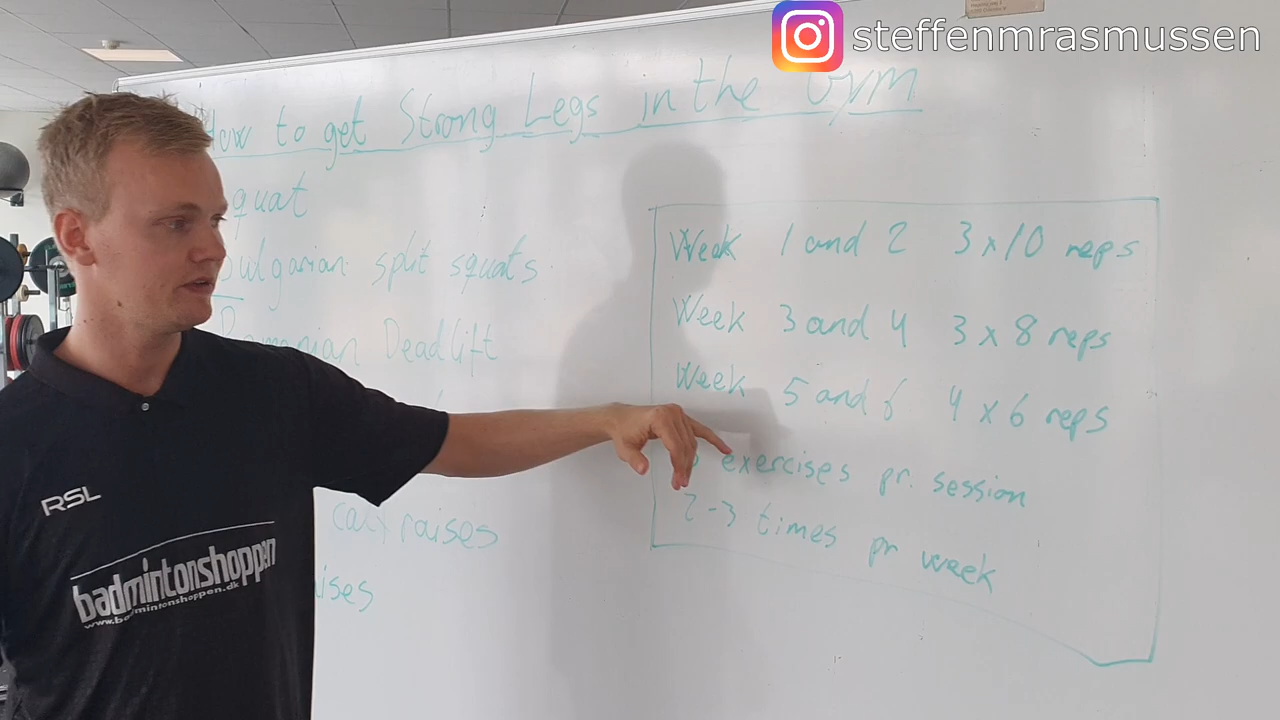 steffenmrasmussen
How to get Strong Legs in the Gym
quat
Bulgarian split squats
Romanian Deadlift
calf raises
ises
Week 1 and 2 3 x 10 reps
Week 3 and 4 3 x 8 reps
Week 5 and 6 4 x 6 reps
exercises pr. session
2-3 times pr week
RSL
badmintonshoppen
www.badmintonshoppen.dk